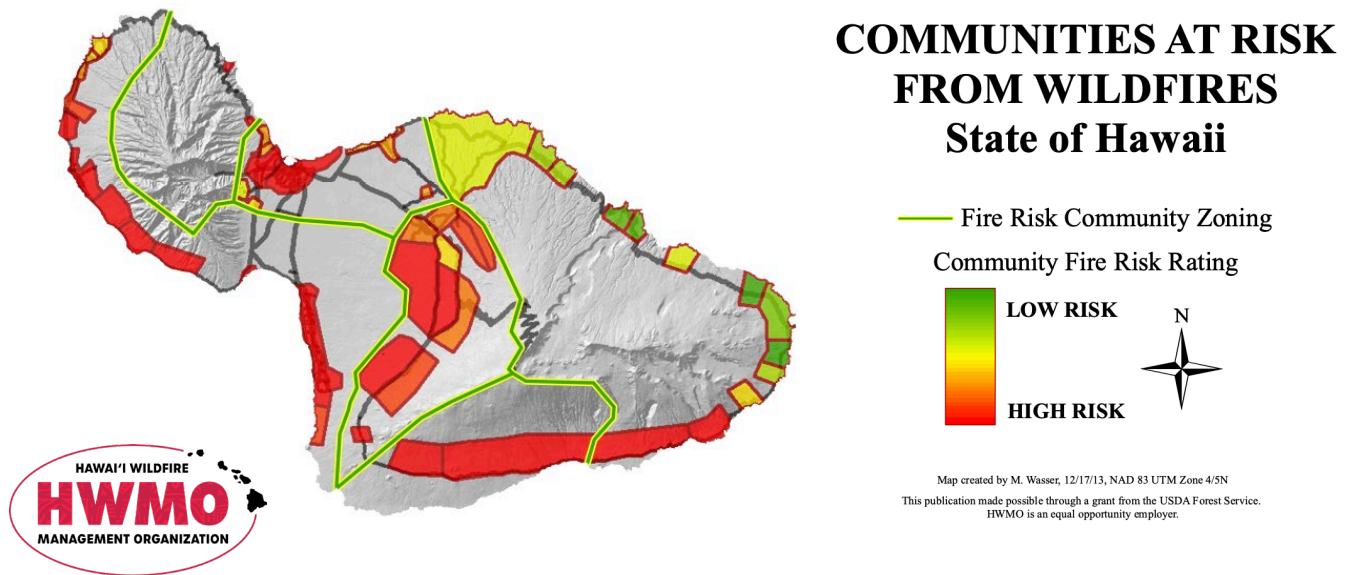 COMMUNITIES AT RISK
FROM WILDFIRES
State of Hawaii
Fire Risk Community Zoning
Community Fire Risk Rating
LOW RISK
HIGH RISK
N
Map created by M. Wasser, 12/17/13, NAD 83 UTM Zone 4/5N
This publication made possible through a grant from the USDA Forest Service.
HWMO is an equal opportunity employer.
HAWAI'I WILDFIRE
HWMO
MANAGEMENT ORGANIZATION